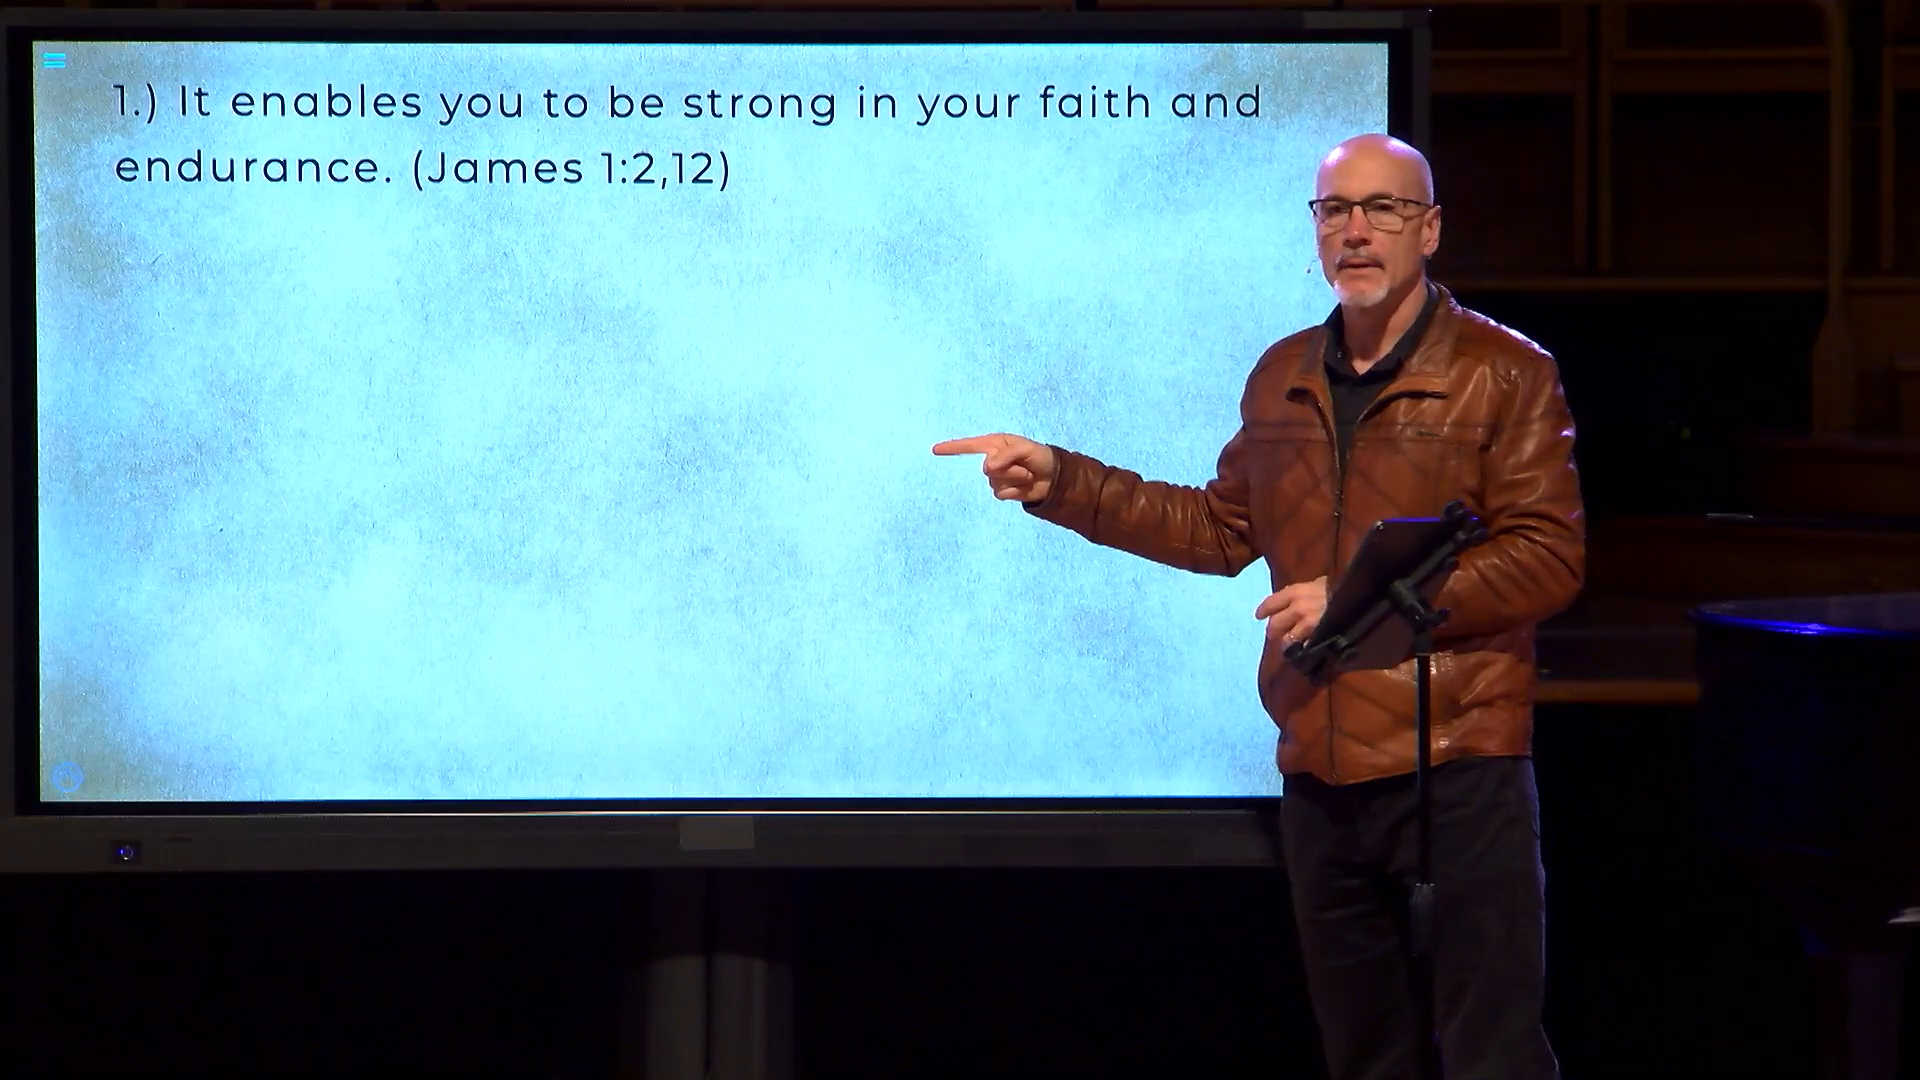 1.) It enables you to be strong in your faith and
endurance. (James 1:2,12)